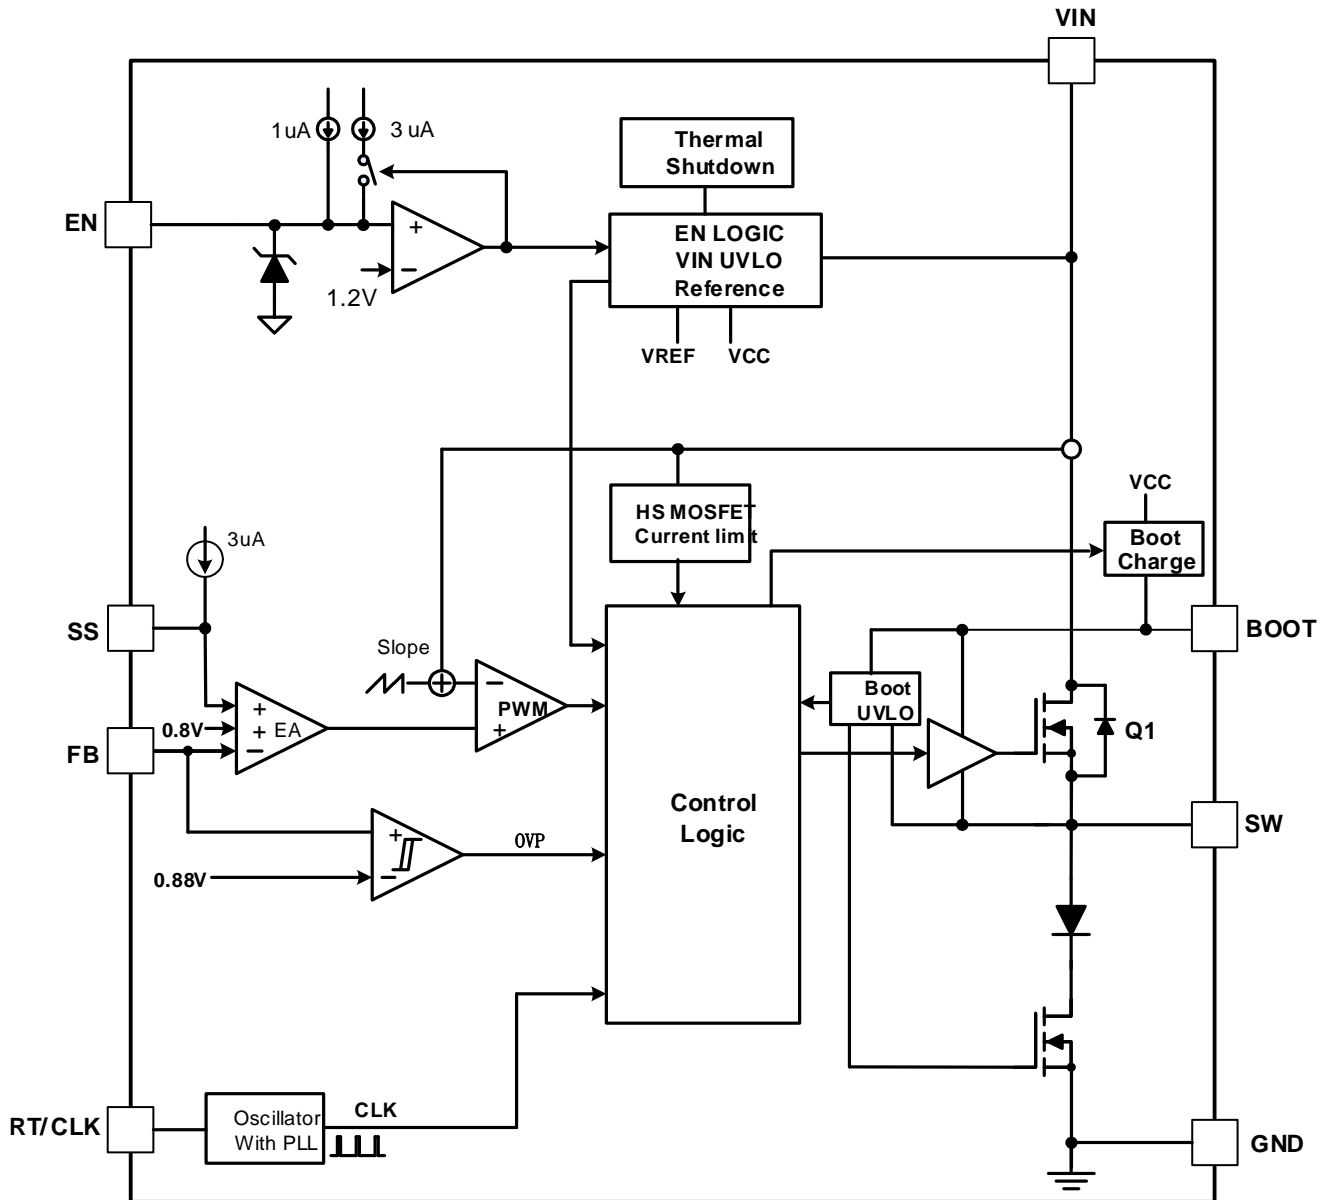 VIN
1uA
3 uA
Thermal
Shutdown
EN
+
EN LOGIC
VIN UVLO
Reference
−
1.2V
VREF
VCC
VCC
HS MOSFET
Current limit
Boot
Charge
3uA
SS
BOOT
Slope
+
−
Boot
UVLO
PWM
+
+
0.8V
+ EA
FB
−
Q1
Control
Logic
SW
+
OVP
0.88V
−
RT/CLK
Oscillator
With PLL
CLK
GND